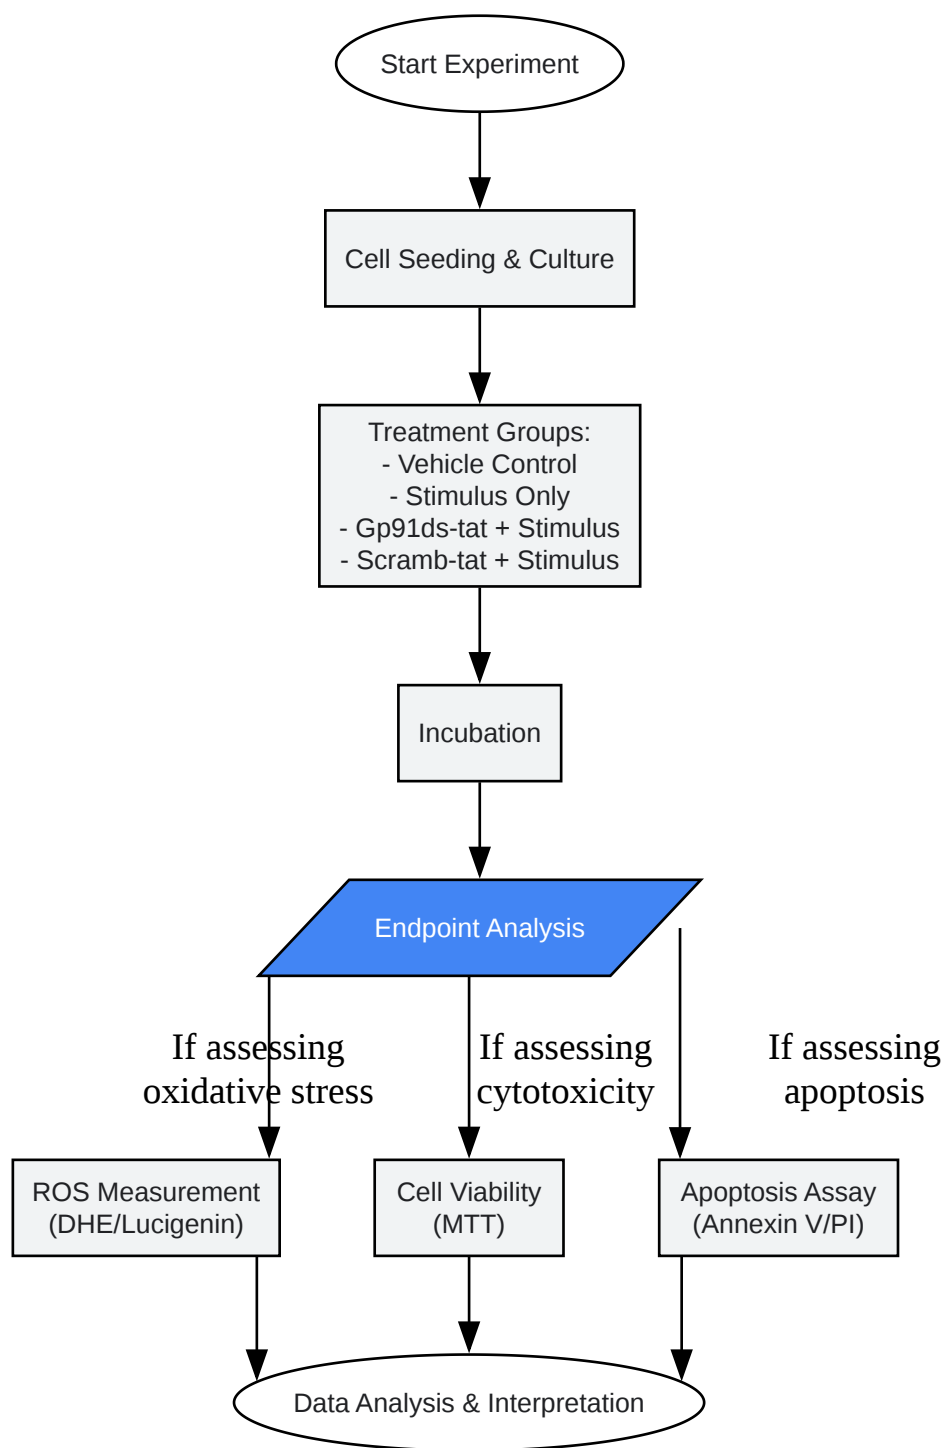 Start Experiment
Cell Seeding & Culture
Treatment Groups:
- Vehicle Control
- Stimulus Only
- Gp91ds-tat + Stimulus
- Scramb-tat + Stimulus
Incubation
Endpoint Analysis
If assessing
oxidative stress
If assessing
cytotoxicity
If assessing
apoptosis
ROS Measurement
(DHE/Lucigenin)
Cell Viability
(MTT)
Apoptosis Assay
(Annexin V/PI)
Data Analysis & Interpretation